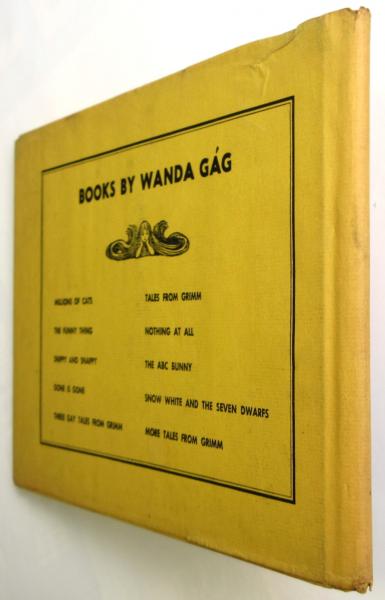 BOOKS BY WANDA GÁG
MILLIONS OF CATS
THE FUNNY THING
SNIPPY AND SNAPPY
GONE IS GONE
THREE GAY TALES FROM GRIMM
TALES FROM GRIMM
NOTHING AT ALL
THE ABC BUNNY
SNOW WHITE AND THE SEVEN DWARFS
MORE TALES FROM GRIMM